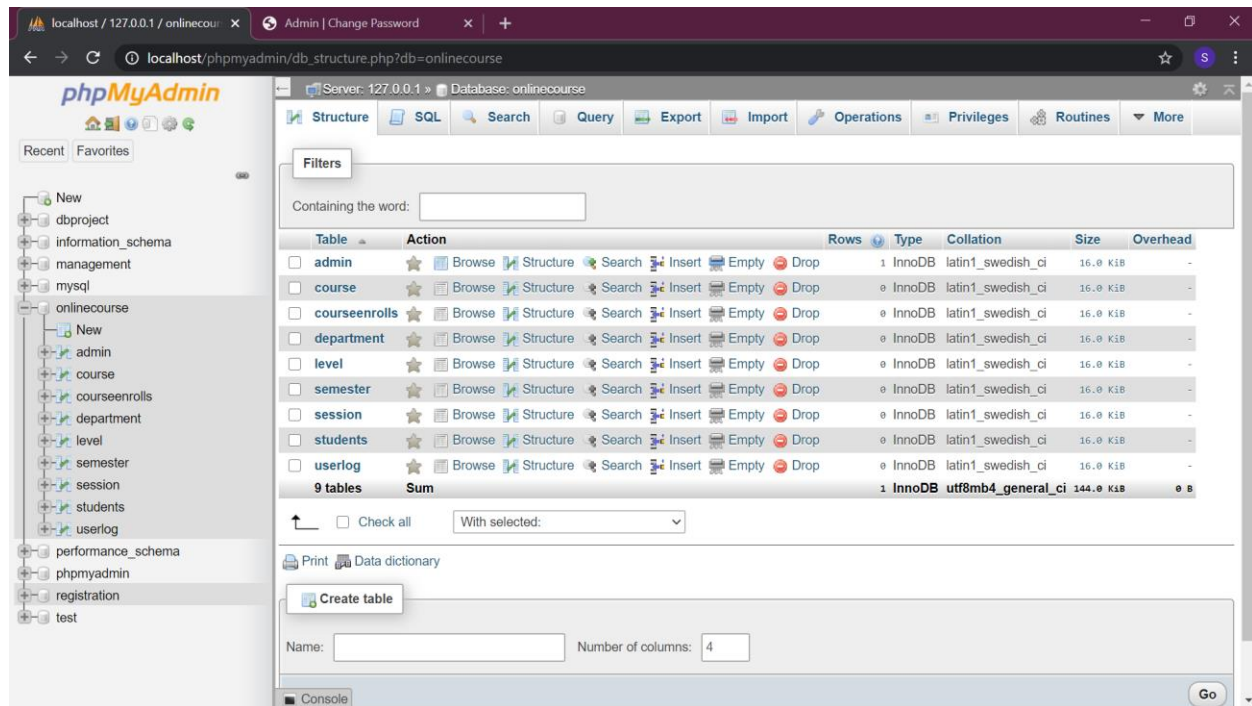 localhost / 127.0.0.1 / onlinecour
Admin | Change Password
localhost/phpmyadmin/db_structure.php?db=onlinecourse
S
phpMyAdmin
Recent Favorites
New
dbproject
information_schema
management
mysql
onlinecourse
New
admin
course
courseenrolls
department
level
semester
session
students
userlog
performance_schema
phpmyadmin
registration
test
Server: 127.0.0.1 » Database: onlinecourse
Structure SQL Search Query Export Import Operations Privileges Routines More
Filters
Containing the word:
Table Action Rows Type Collation Size Overhead
admin Browse Structure Search Insert Empty Drop 1 InnoDB latin1_swedish_ci 16.0 KiB -
course Browse Structure Search Insert Empty Drop 0 InnoDB latin1_swedish_ci 16.0 KiB -
courseenrolls Browse Structure Search Insert Empty Drop 0 InnoDB latin1_swedish_ci 16.0 KiB -
department Browse Structure Search Insert Empty Drop 0 InnoDB latin1_swedish_ci 16.0 KiB -
level Browse Structure Search Insert Empty Drop 0 InnoDB latin1_swedish_ci 16.0 KiB -
semester Browse Structure Search Insert Empty Drop 0 InnoDB latin1_swedish_ci 16.0 KiB -
session Browse Structure Search Insert Empty Drop 0 InnoDB latin1_swedish_ci 16.0 KiB -
students Browse Structure Search Insert Empty Drop 0 InnoDB latin1_swedish_ci 16.0 KiB -
userlog Browse Structure Search Insert Empty Drop 0 InnoDB latin1_swedish_ci 16.0 KiB -
9 tables Sum 1 InnoDB utf8mb4_general_ci 144.0 KiB 0 B
Check all With selected:
Print Data dictionary
Create table
Name: Number of columns: 4
Console
Go